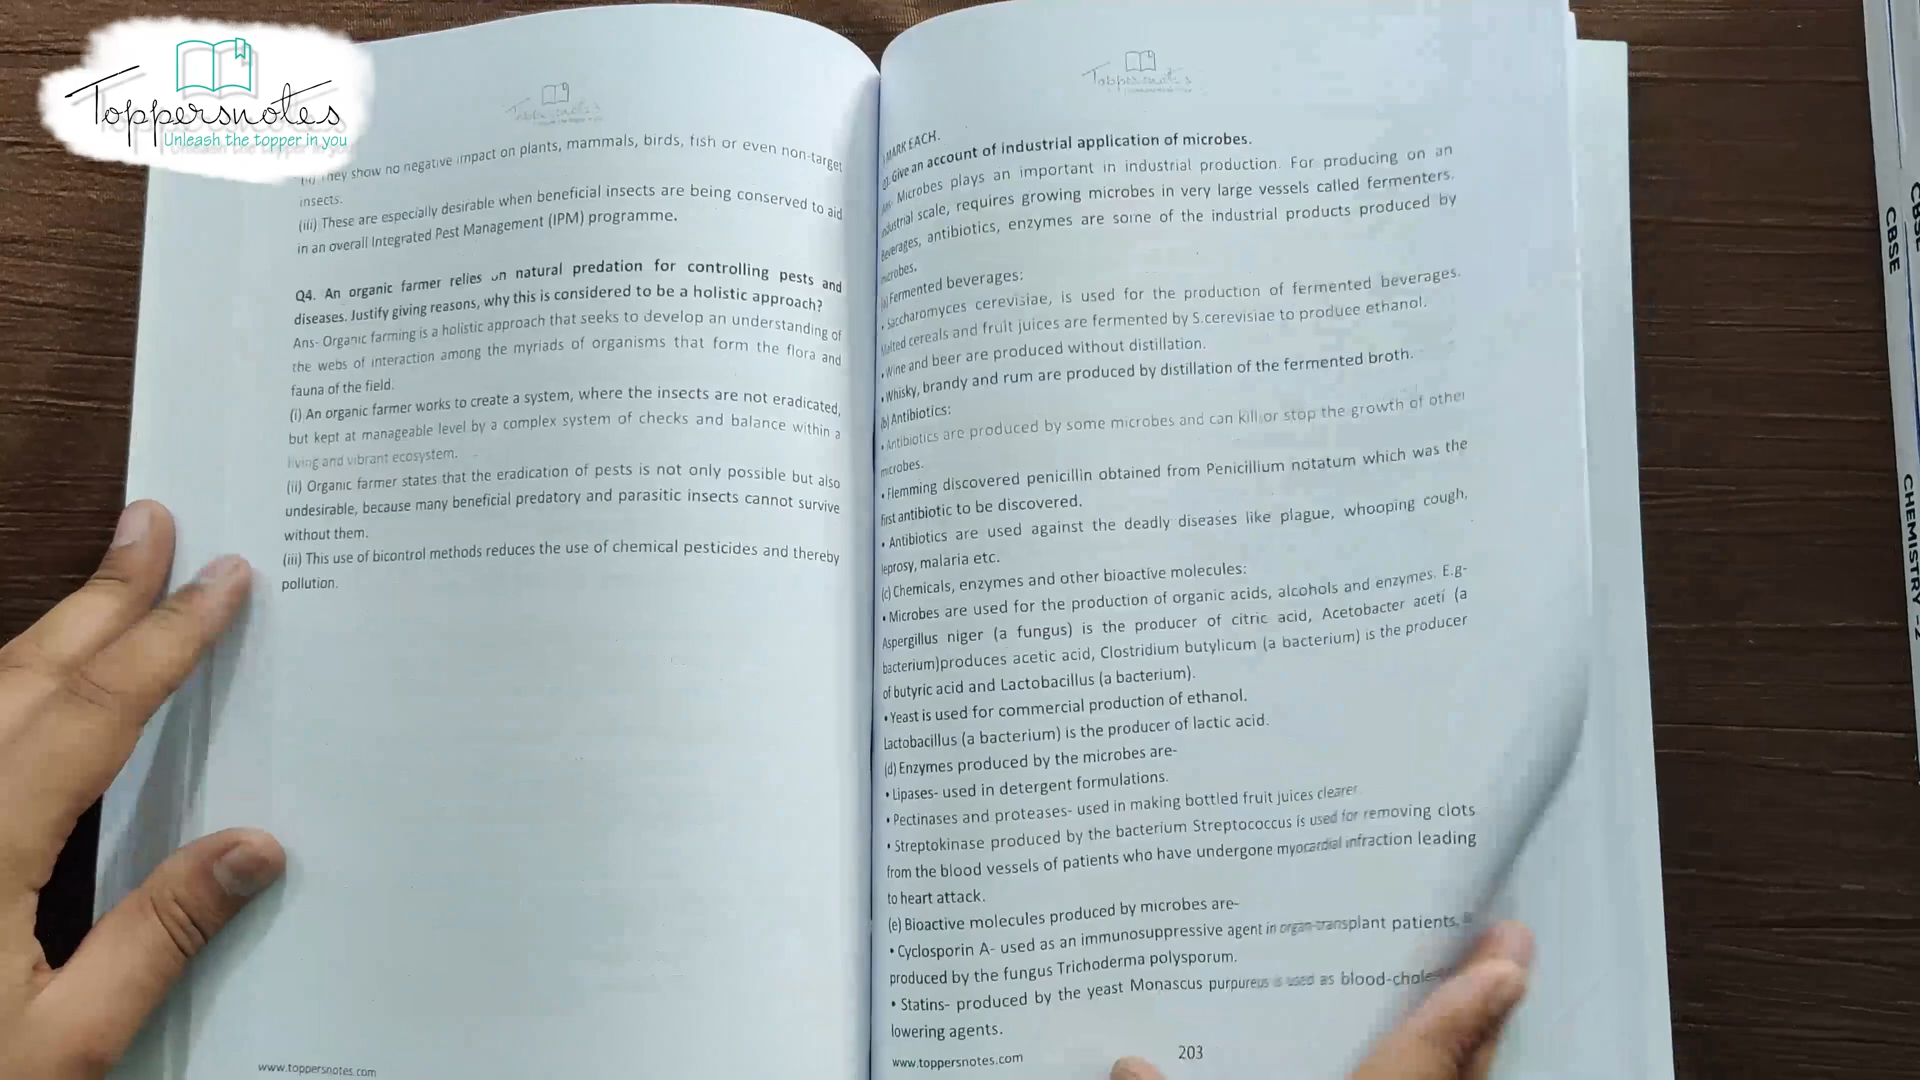 Toppersnotes
Unleash the topper in you
Toppersnotes
They show no negative impact on plants, mammals, birds, fish or even non-target
insects.
(iii) These are especially desirable when beneficial insects are being conserved to aid
in an overall Integrated Pest Management (IPM) programme.
Q4. An organic farmer relies on natural predation for controlling pests and
diseases. Justify giving reasons, why this is considered to be a holistic approach?
Ans- Organic farming is a holistic approach that seeks to develop an understanding of
the webs of interaction among the myriads of organisms that form the flora and
fauna of the field.
(i) An organic farmer works to create a system, where the insects are not eradicated,
but kept at manageable level by a complex system of checks and balance within a
living and vibrant ecosystem.
(ii) Organic farmer states that the eradication of pests is not only possible but also
undesirable, because many beneficial predatory and parasitic insects cannot survive
without them.
(iii) This use of bicontrol methods reduces the use of chemical pesticides and thereby
pollution.
www.toppersnotes.com
Toppersnotes
MARK EACH.
Give an account of industrial application of microbes.
Microbes plays an important in industrial production. For producing on an
industrial scale, requires growing microbes in very large vessels called fermenters.
Beverages, antibiotics, enzymes are some of the industrial products produced by
microbes.
(a) Fermented beverages:
• Saccharomyces cerevisiae, is used for the production of fermented beverages.
Malted cereals and fruit juices are fermented by S.cerevisiae to produce ethanol.
• Wine and beer are produced without distillation.
• Whisky, brandy and rum are produced by distillation of the fermented broth.
(b) Antibiotics:
• Antibiotics are produced by some microbes and can kill or stop the growth of other
microbes.
• Flemming discovered penicillin obtained from Penicillium notatum which was the
first antibiotic to be discovered.
• Antibiotics are used against the deadly diseases like plague, whooping cough,
leprosy, malaria etc.
(c) Chemicals, enzymes and other bioactive molecules:
• Microbes are used for the production of organic acids, alcohols and enzymes. E.g-
Aspergillus niger (a fungus) is the producer of citric acid, Acetobacter aceti (a
bacterium)produces acetic acid, Clostridium butylicum (a bacterium) is the producer
of butyric acid and Lactobacillus (a bacterium).
• Yeast is used for commercial production of ethanol.
Lactobacillus (a bacterium) is the producer of lactic acid.
(d) Enzymes produced by the microbes are-
• Lipases- used in detergent formulations.
• Pectinases and proteases- used in making bottled fruit juices clearer
• Streptokinase produced by the bacterium Streptococcus is used for removing clots
from the blood vessels of patients who have undergone myocardial infraction leading
to heart attack.
(e) Bioactive molecules produced by microbes are-
• Cyclosporin A- used as an immunosuppressive agent in organ-transplant patients,
produced by the fungus Trichoderma polysporum.
• Statins- produced by the yeast Monascus purpureus is used as
lowering agents.
www.toppersnotes.com
203
CBSE
CBSE
CHEMISTRY -2